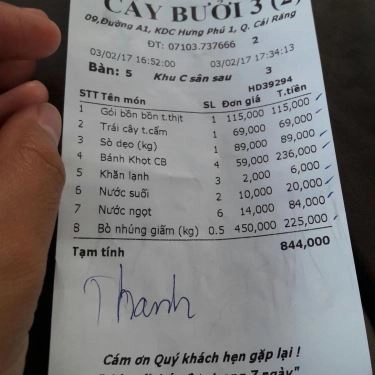 CÂY BƯỞI 3 (2)
09,Đường A1, KDC Hưng Phú 1, Q. Cái Răng
ĐT: 07103.737666 2
03/02/17 16:52:00 03/02/17 17:34:13
Bàn: 5 Khu C sân sau 3
HD39294
STT Tên món SL Đơn giá T.tiền
1 Gỏi bồn bồn t.thịt 1 115,000 115,000
2 Trái cây t.cẩm 1 69,000 69,000
3 Sò dẹo (kg) 1 89,000 89,000
4 Bánh Khọt CB 4 59,000 236,000
5 Khăn lạnh 3 2,000 6,000
6 Nước suối 2 10,000 20,000
7 Nước ngọt 6 14,000 84,000
8 Bò nhúng giấm (kg) 0.5 450,000 225,000
Tạm tính 844,000
Thanh
Cám ơn Quý khách hẹn gặp lại !
7 ngày"